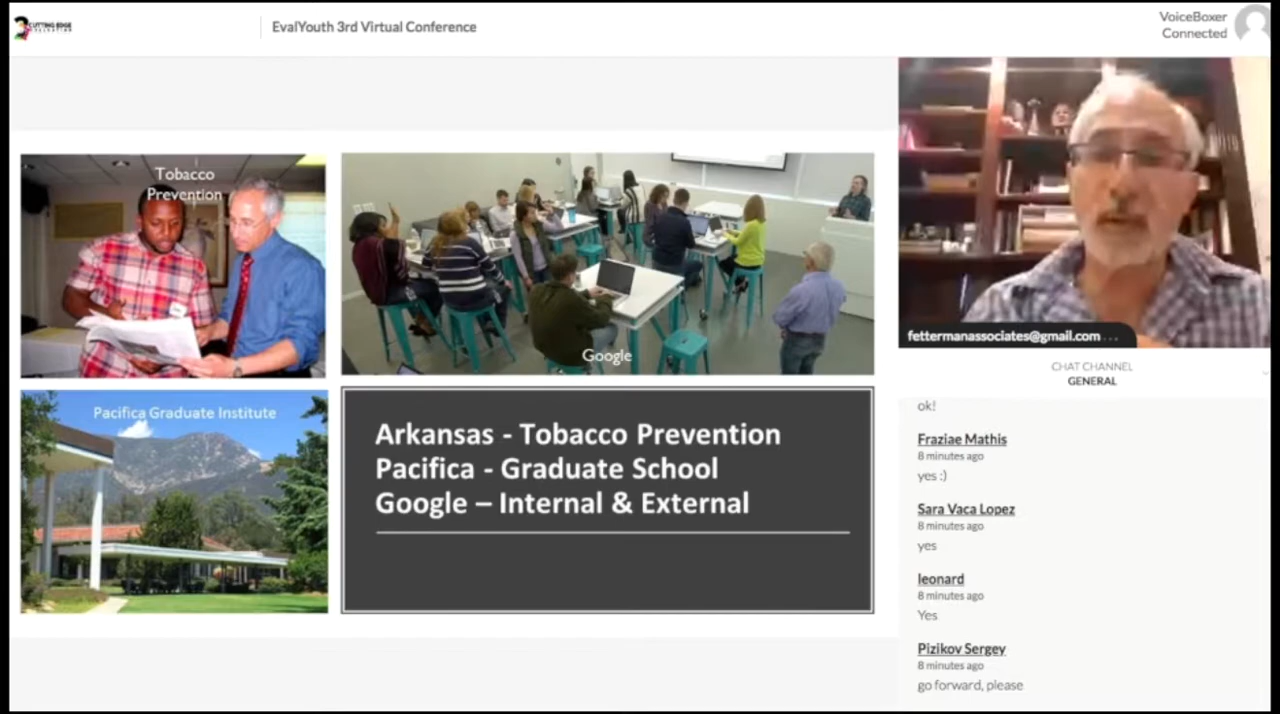 CUTTING EDGE
EvalYouth 3rd Virtual Conference
VoiceBoxer
Connected
Tobacco
Prevention
Google
Pacifica Graduate Institute
Arkansas - Tobacco Prevention
Pacifica - Graduate School
Google – Internal & External
fettermanassociates@gmail.com ...
CHAT CHANNEL
GENERAL
ok!
Fraziae Mathis
8 minutes ago
yes :)
Sara Vaca Lopez
8 minutes ago
yes
leonard
8 minutes ago
Yes
Pizikov Sergey
8 minutes ago
go forward, please